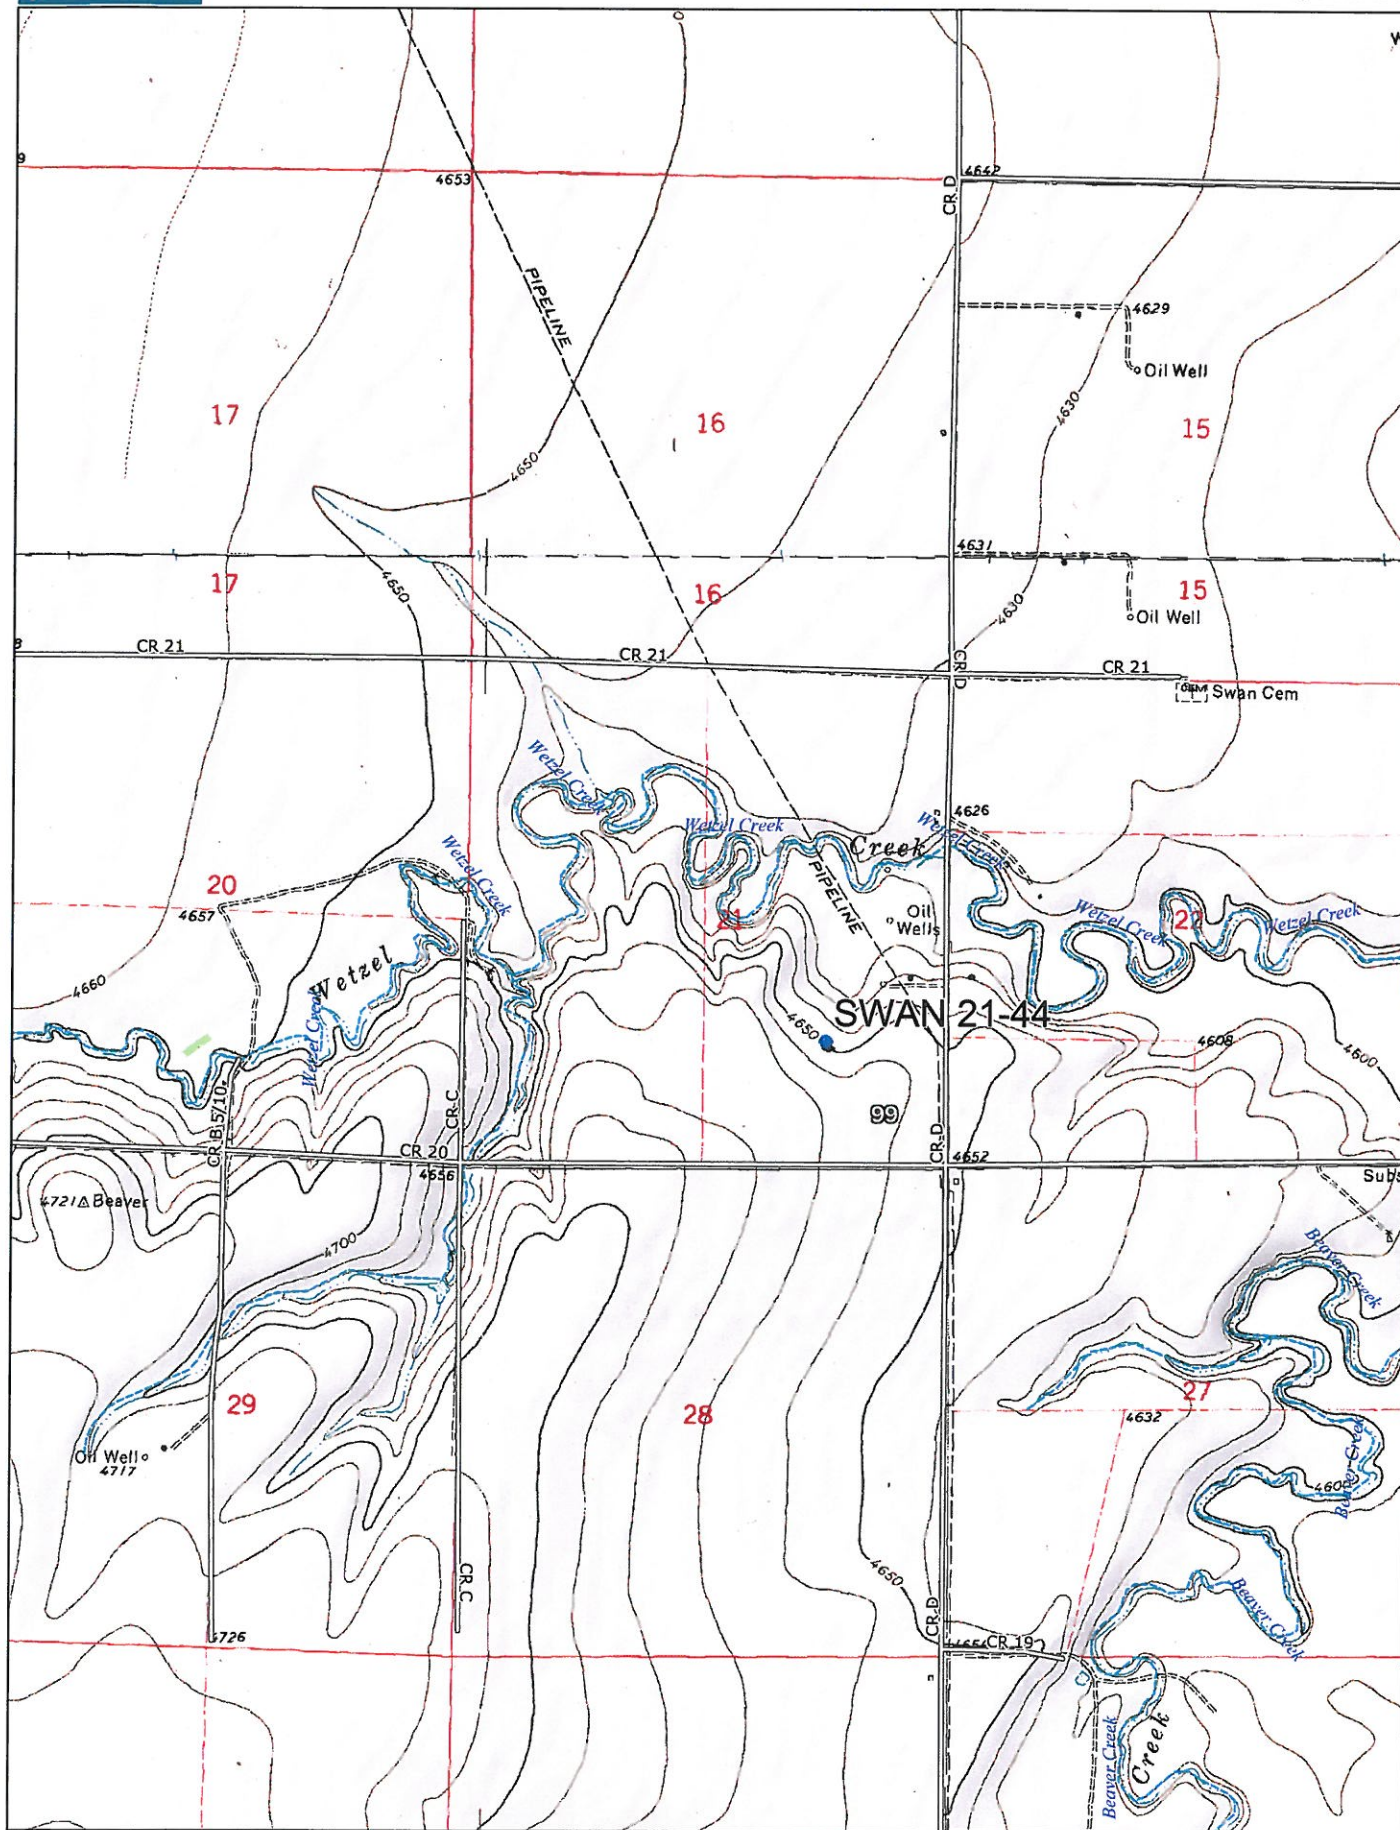 W
9
4653
4642
CR D
PIPELINE
4629
Oil Well
4630
17
16
15
4650
4631
17
16
15
4650
4630
Oil Well
8
CR 21
CR 21
CR D
CR 21
CEM
Swan Cem
Wetzel Creek
4626
Wetzel Creek
Wetzel Creek
Creek
Wetzel Creek
PIPELINE
20
4657
21
Oil
Wells
22
Wetzel Creek
Wetzel Creek
Wetzel
4660
Wetzel Creek
SWAN 21-44
4650
4608
4600
CR B 5/10
CR C
99
CR D
CR 20
4656
4652
4721 Beaver
Subs
4700
Beaver Creek
29
28
27
4632
Oil Well
4717
Beaver Creek
4600
CR C
4650
CR D
Beaver Creek
4726
4654
CR 19
Beaver Creek
Creek